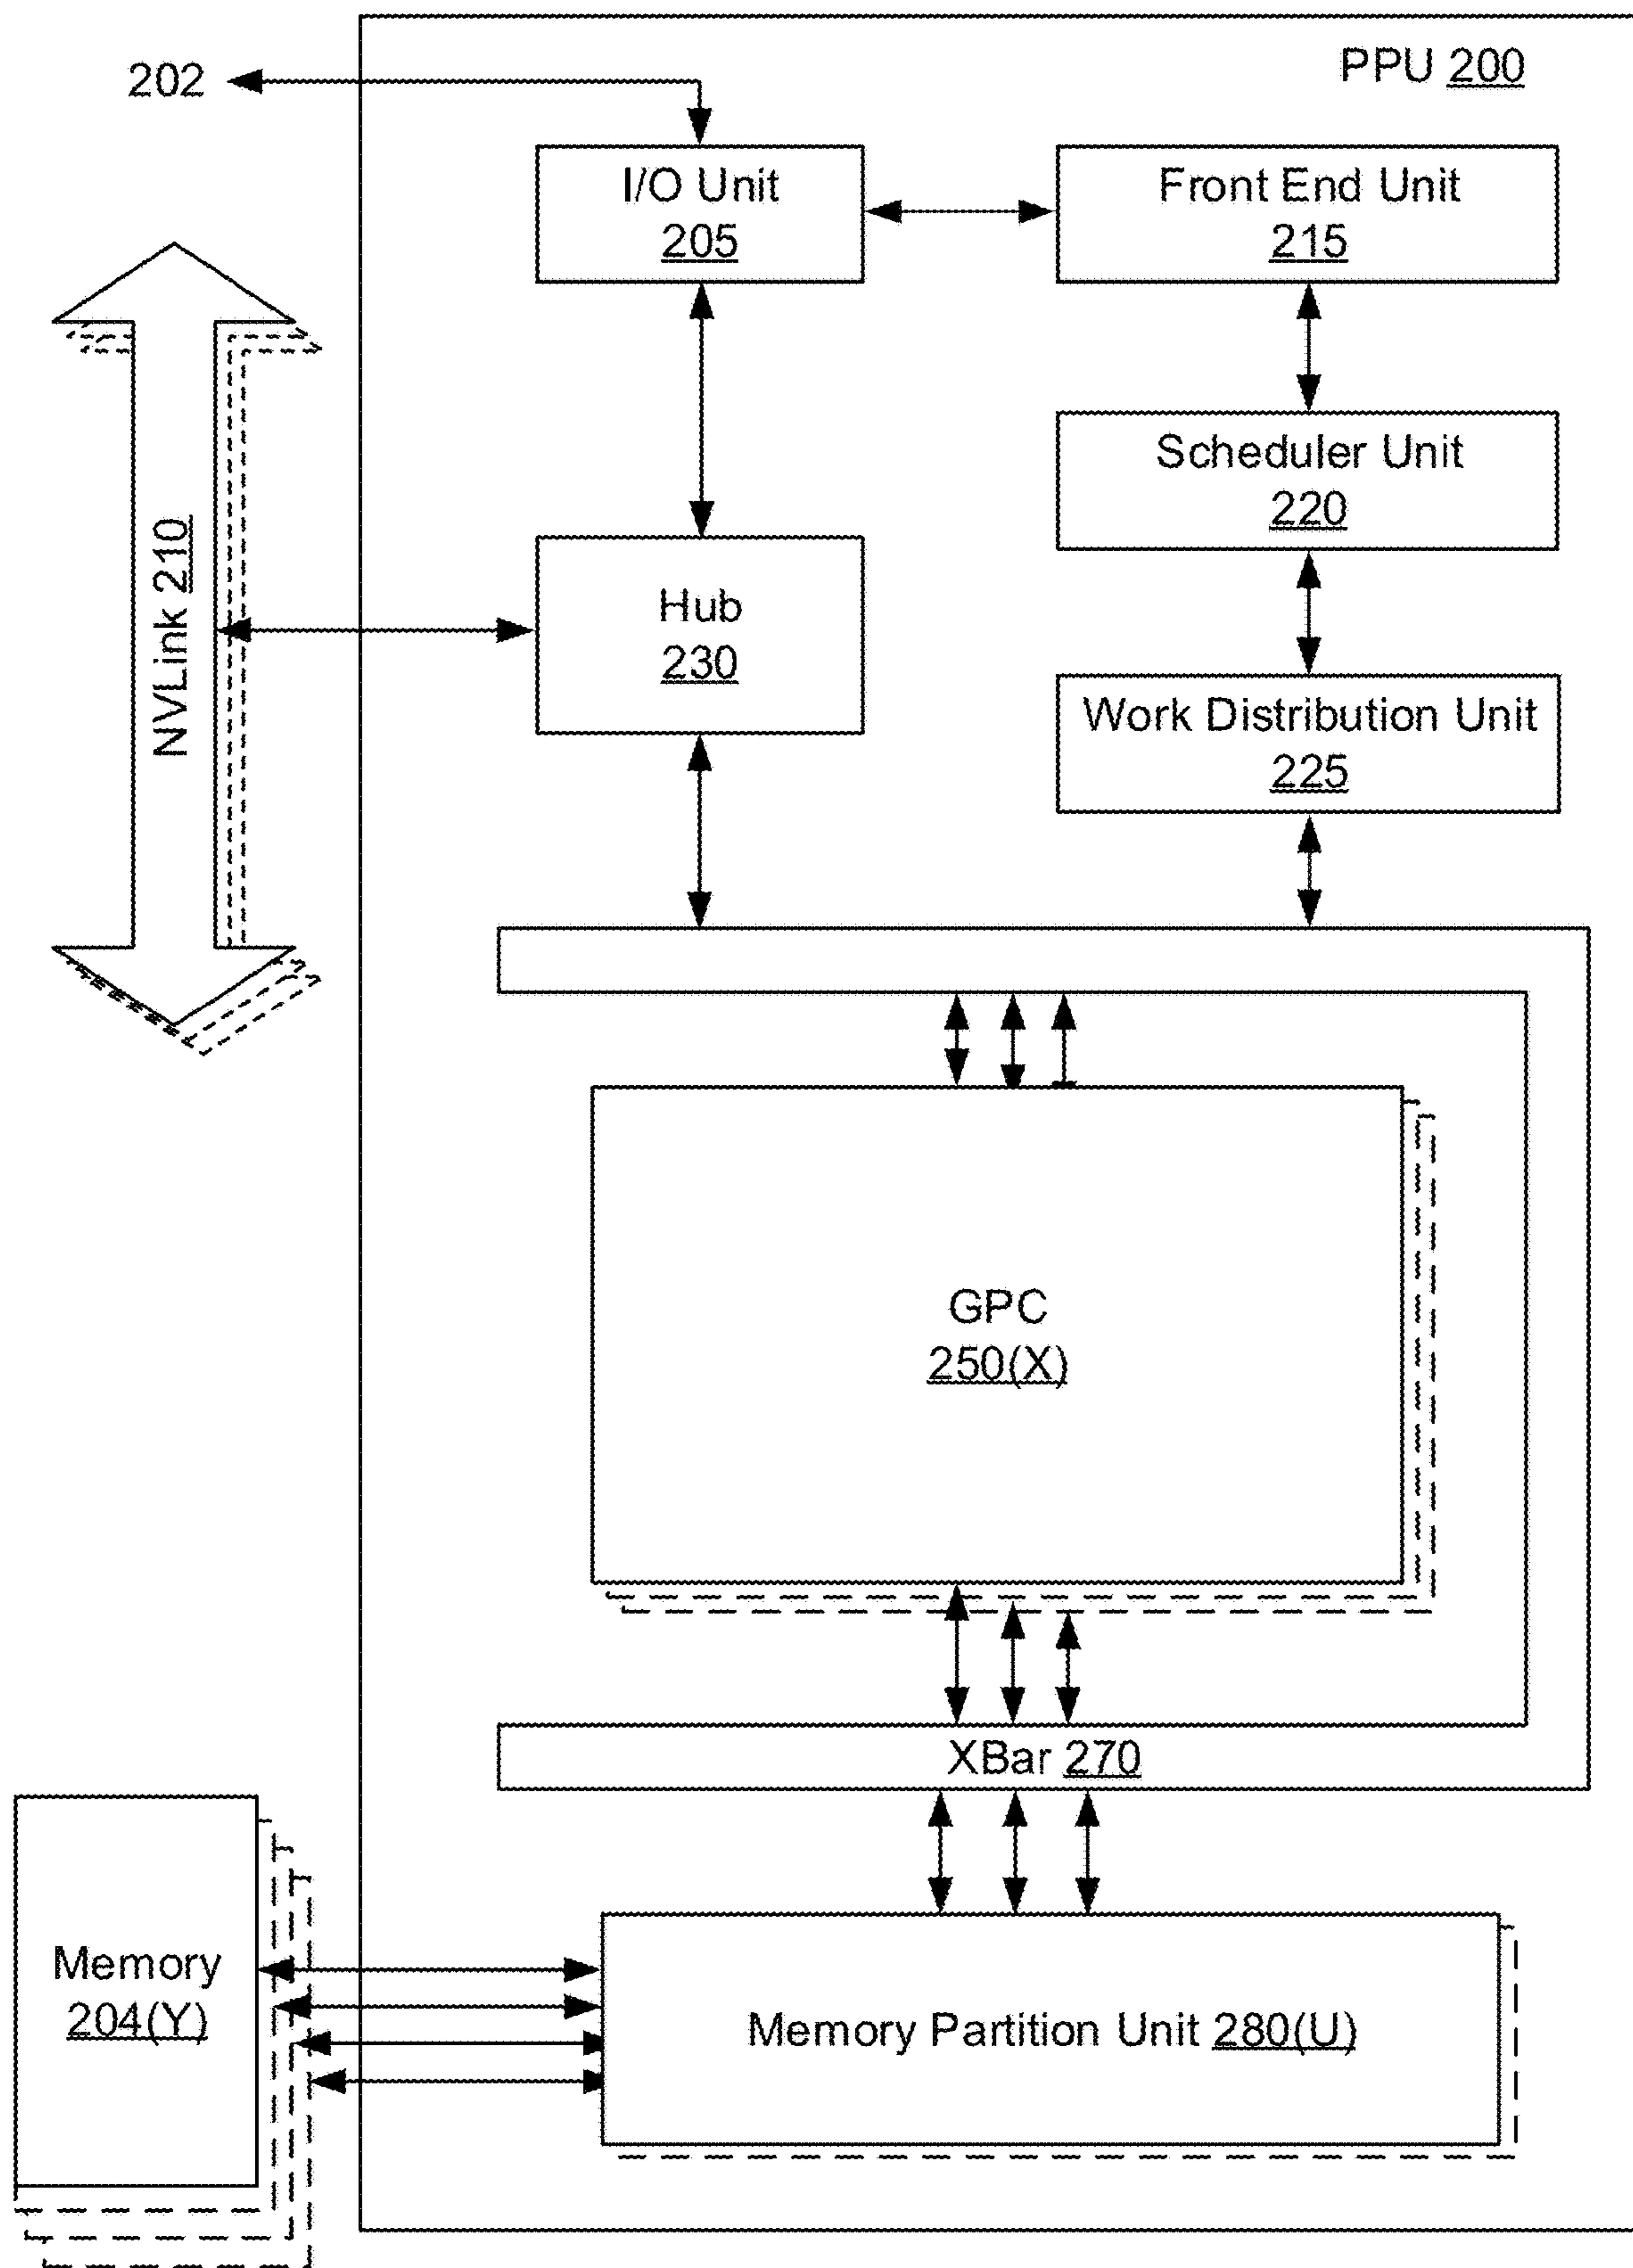 PPU 200
202
I/O Unit
205
Front End Unit
215
Scheduler Unit
220
NVLink 210
Hub
230
Work Distribution Unit
225
GPC
250(X)
XBar 270
Memory
204(Y)
Memory Partition Unit 280(U)